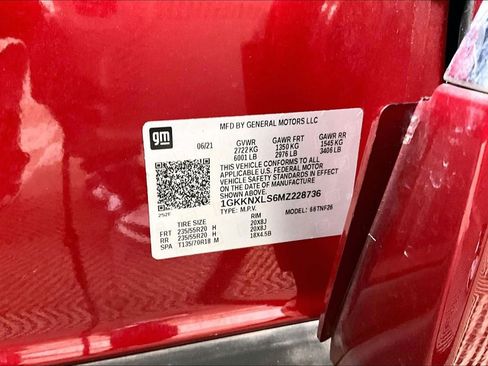 MFD BY GENERAL MOTORS LLC
gm
06/21 GVWR GAWR FRT GAWR RR
2722 KG 1350 KG 1545 KG
6001 LB 2976 LB 3406 LB
THIS VEHICLE CONFORMS TO ALL
APPLICABLE U.S. FEDERAL MOTOR
VEHICLE SAFETY STANDARDS IN EFFECT
ON THE DATE OF MANUFACTURE
SHOWN ABOVE.
1GKKNXLS6MZ228736
TYPE: M.P.V. MODEL:
TIRE SIZE RIM
FRT 235/55R20 H 20X8J
RR 235/55R20 H 20X8J
SPA T135/70R18 M 18X4.5B